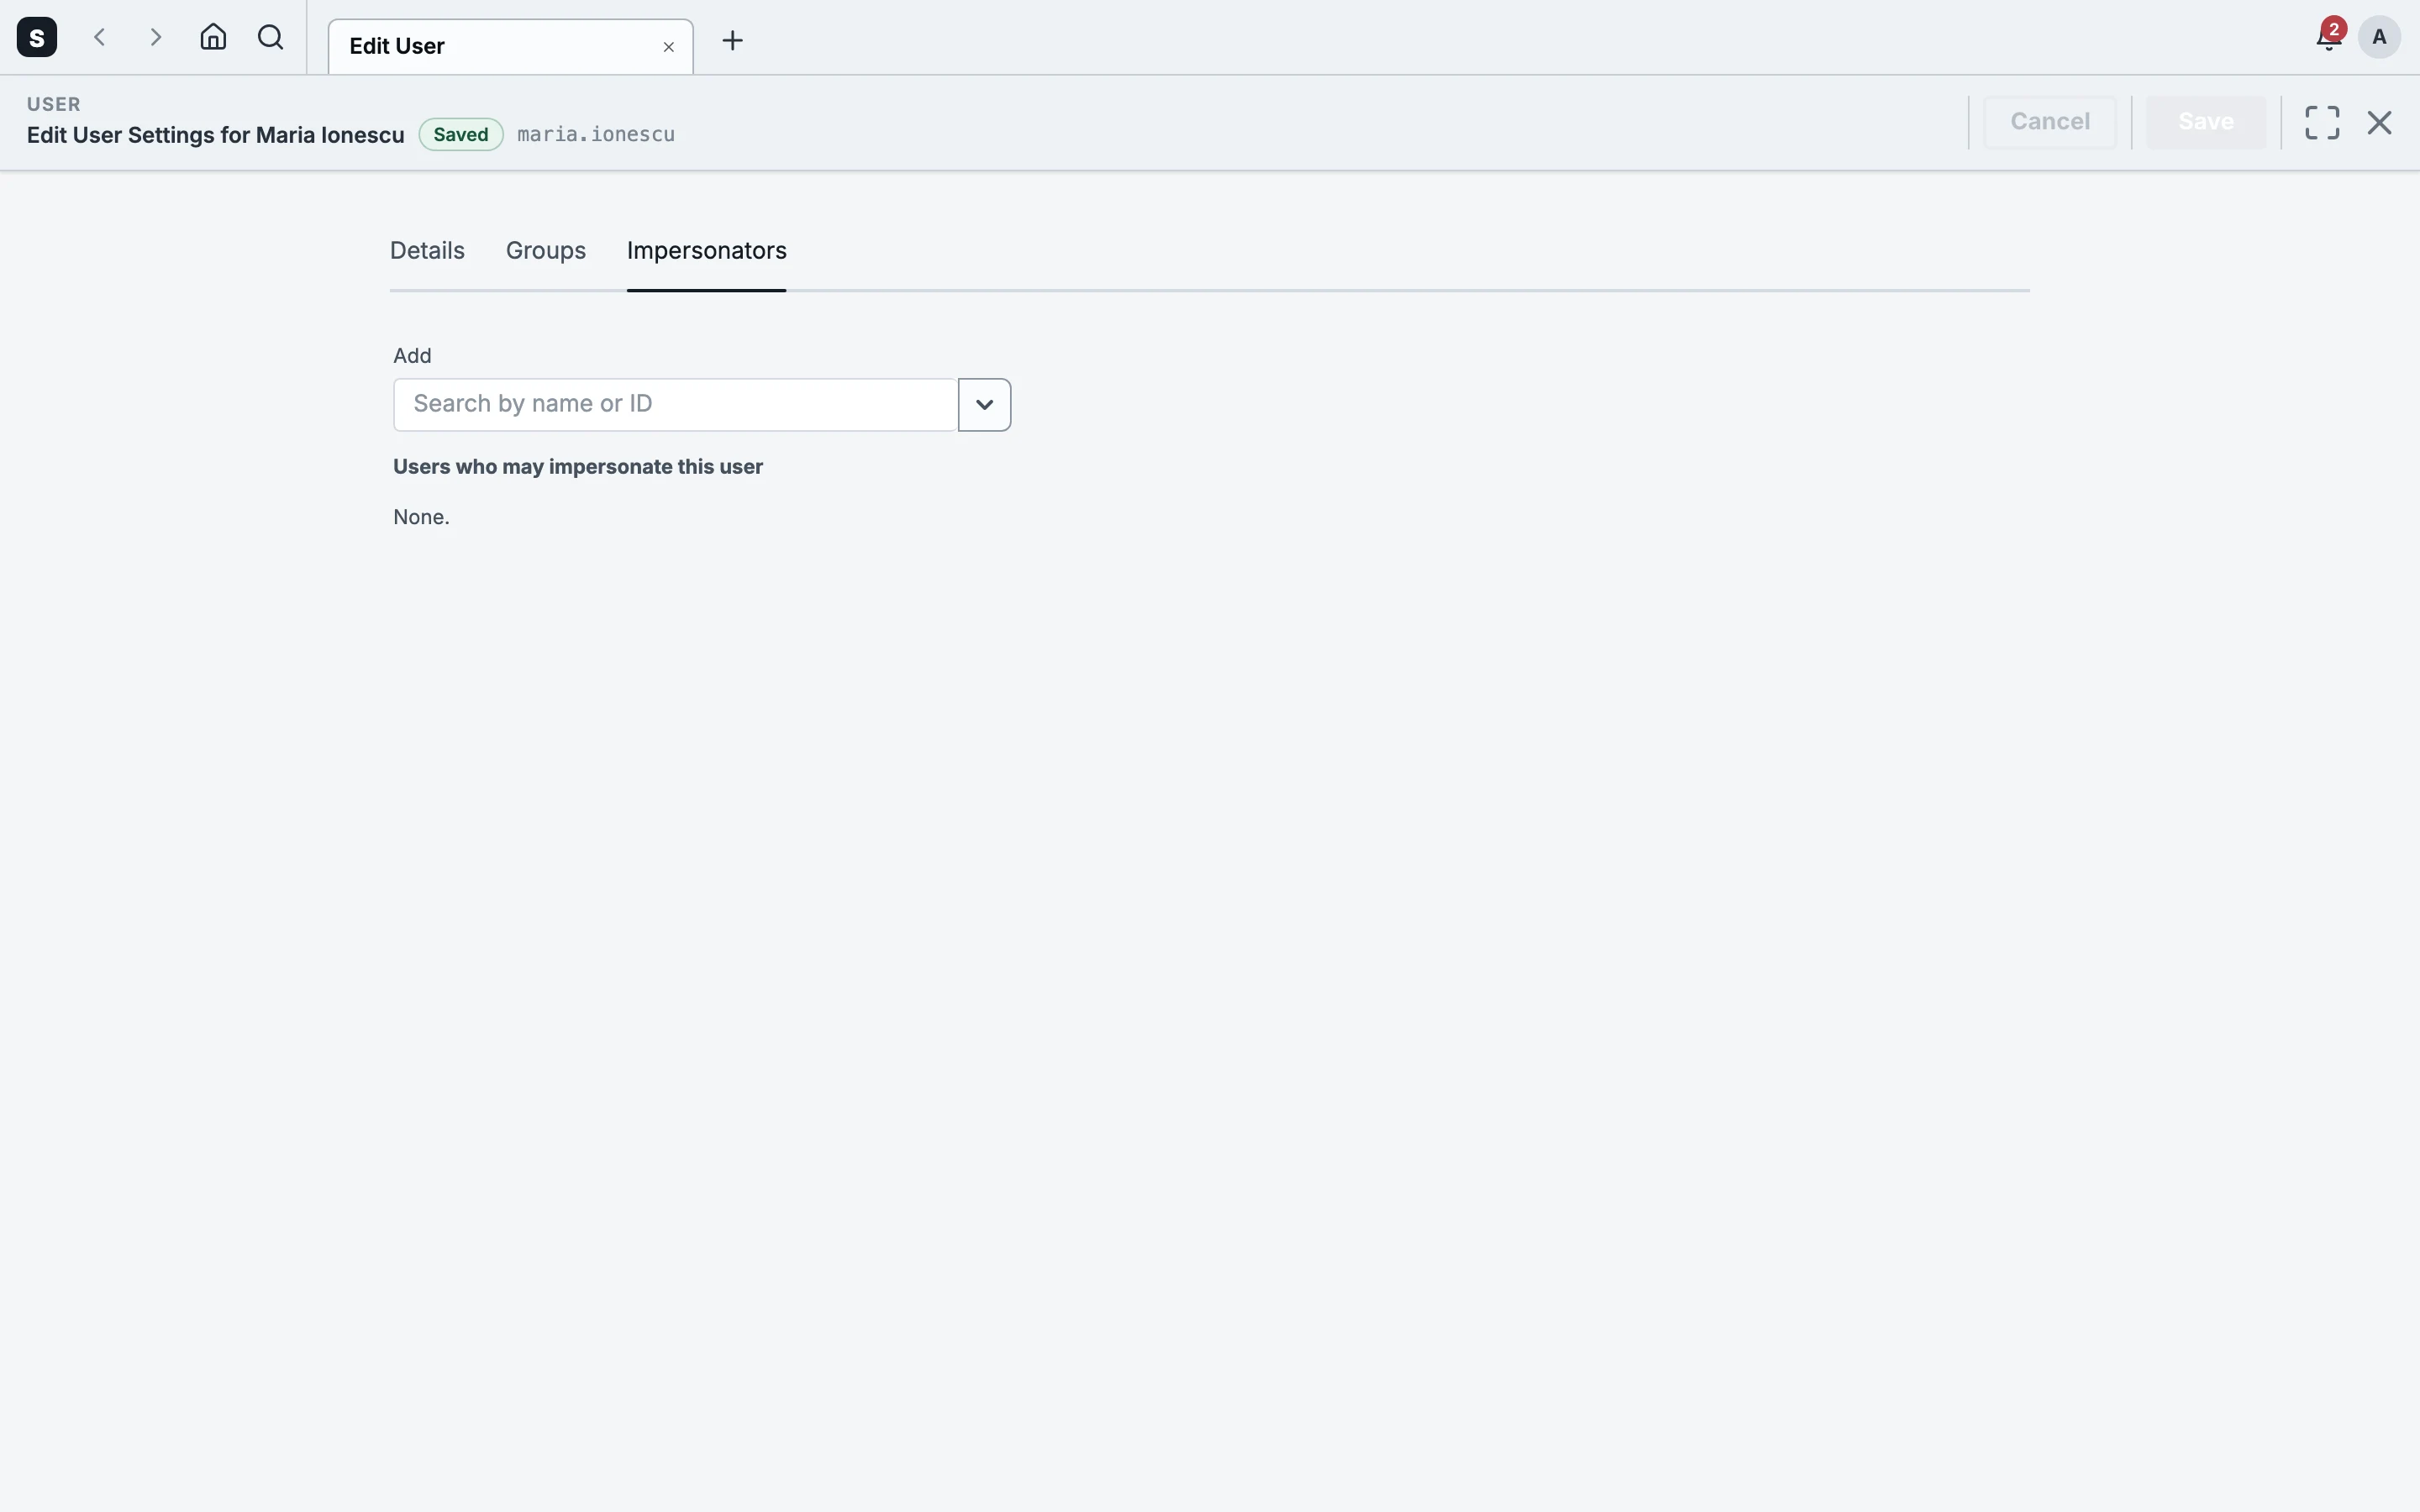 S
Edit User
2
A
USER
Edit User Settings for Maria Ionescu
Saved
maria.ionescu
Cancel
Save
Details
Groups
Impersonators
Add
Search by name or ID
Users who may impersonate this user
None.